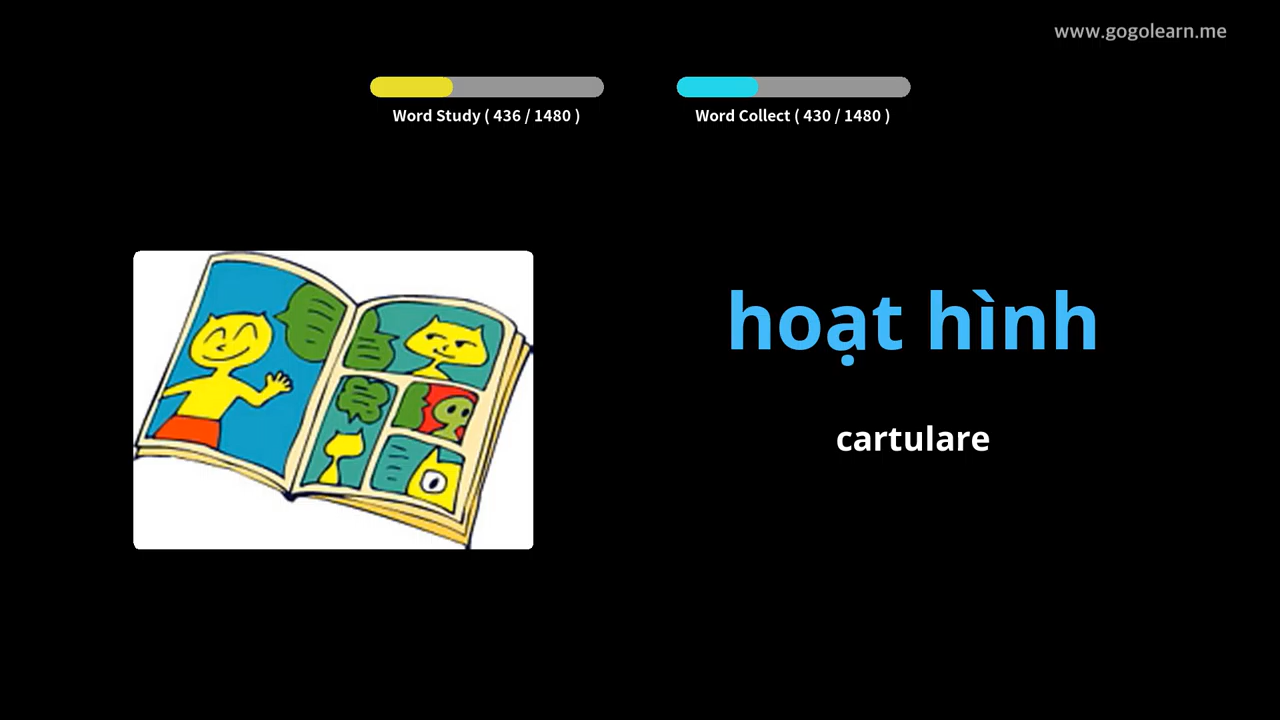 www.gogolearn.me
Word Study ( 436 / 1480 )
Word Collect ( 430 / 1480 )
hoạt hình
cartulare